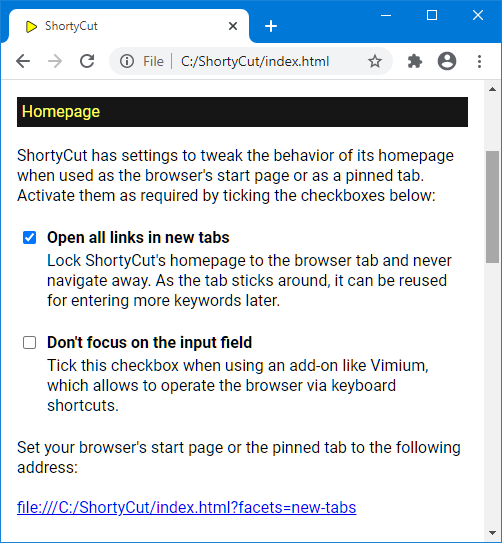 ShortyCut
File | C:/ShortyCut/index.html
Homepage
ShortyCut has settings to tweak the behavior of its homepage
when used as the browser's start page or as a pinned tab.
Activate them as required by ticking the checkboxes below:
Open all links in new tabs
Lock ShortyCut's homepage to the browser tab and never
navigate away. As the tab sticks around, it can be reused
for entering more keywords later.
Don't focus on the input field
Tick this checkbox when using an add-on like Vimium,
which allows to operate the browser via keyboard
shortcuts.
Set your browser's start page or the pinned tab to the following
address:
file:///C:/ShortyCut/index.html?facets=new-tabs